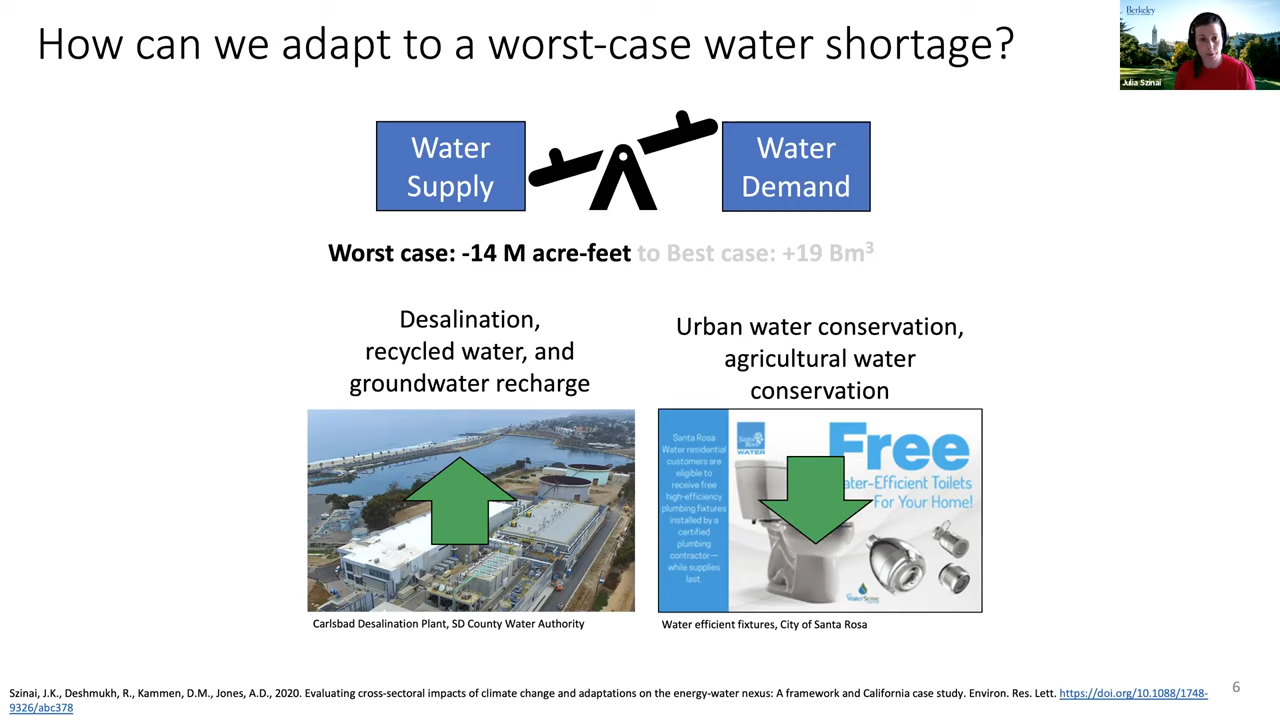 How can we adapt to a worst-case water shortage?
Berkeley
Julia Szinai
Water
Supply
Water
Demand
Worst case: -14 M acre-feet to Best case: +19 Bm³
Desalination,
recycled water, and
groundwater recharge
Urban water conservation,
agricultural water
conservation
Santa Rosa
Water residential
customers are
eligible to
receive free
high-efficiency
plumbing fixtures
installed by a
certified
plumbing
contractor—
while supplies
last.
Santa Rosa
WATER
Free
ater-Efficient Toilets
For Your Home!
WaterSense
Carlsbad Desalination Plant, SD County Water Authority
Water efficient fixtures, City of Santa Rosa
Szinai, J.K., Deshmukh, R., Kammen, D.M., Jones, A.D., 2020. Evaluating cross-sectoral impacts of climate change and adaptations on the energy-water nexus: A framework and California case study. Environ. Res. Lett. https://doi.org/10.1088/1748-
9326/abc378
6